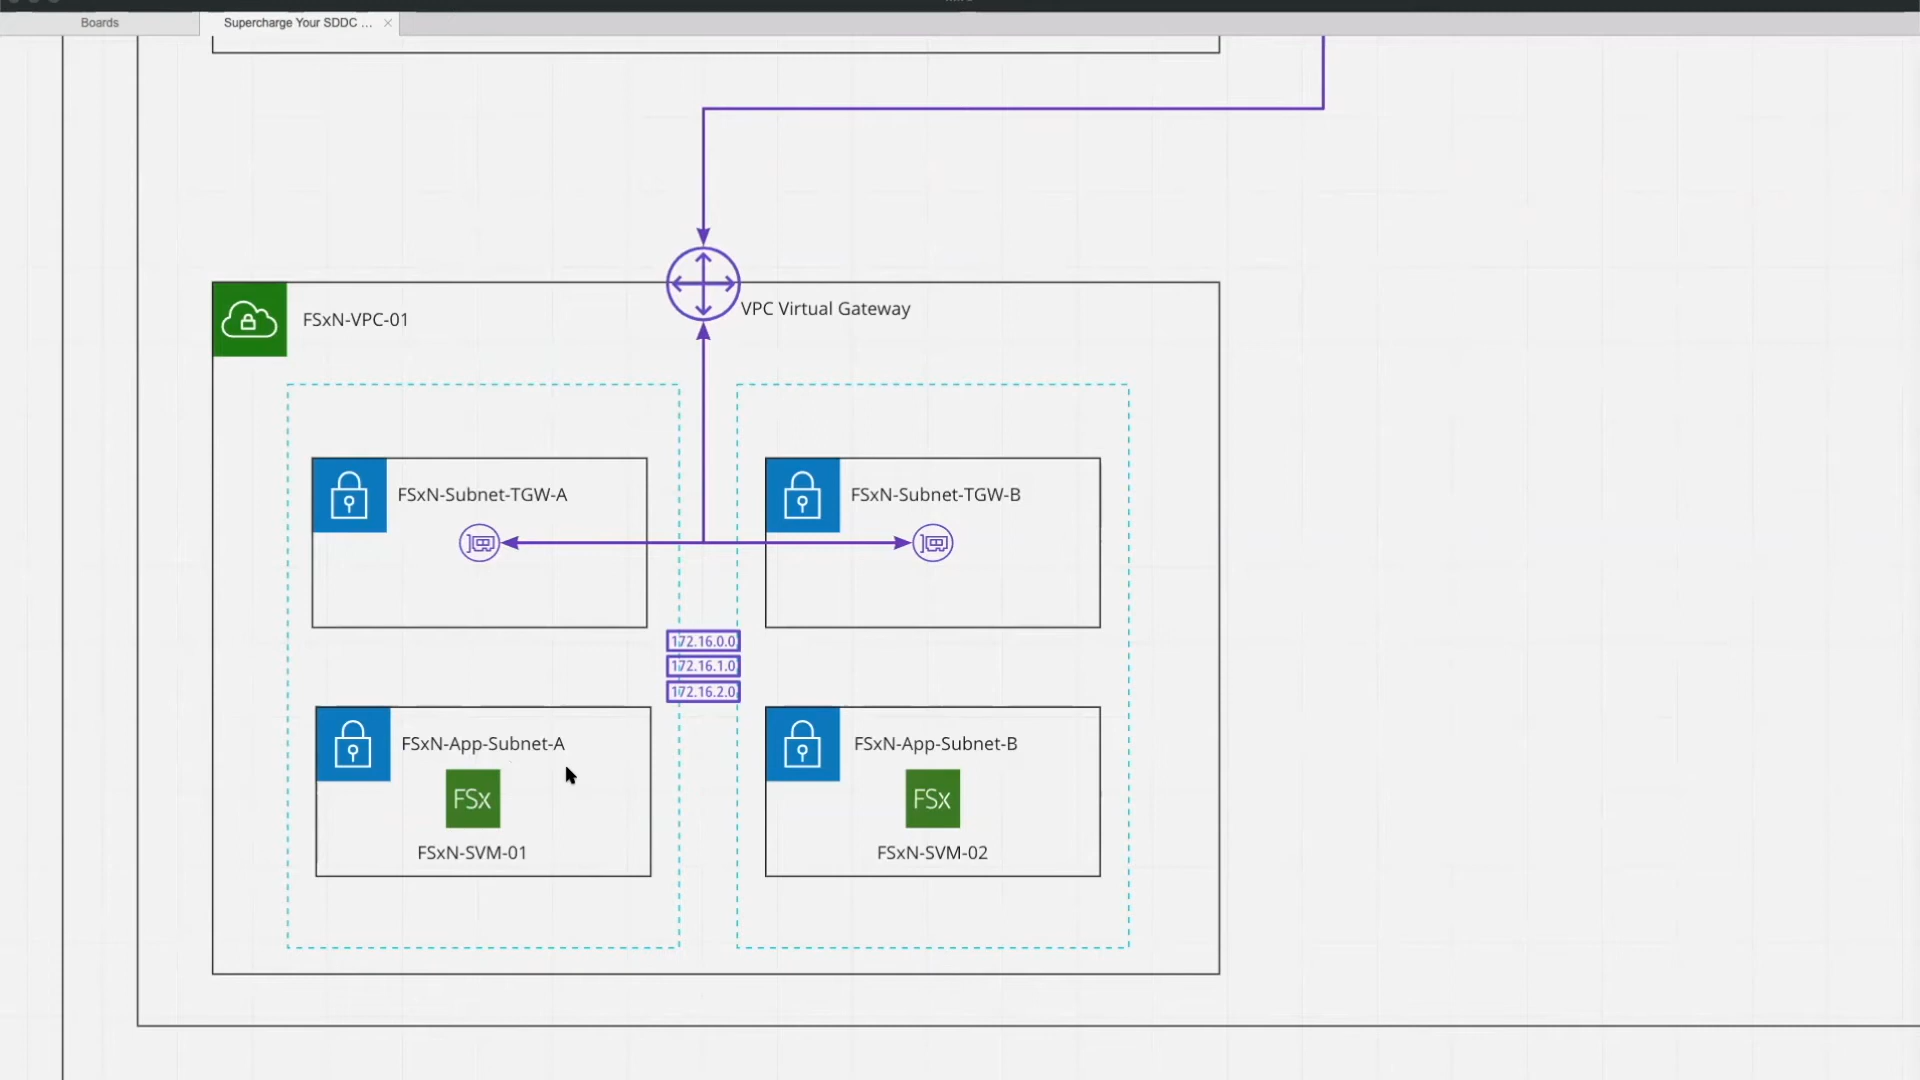 Boards
Supercharge Your SDDC ...
VPC Virtual Gateway
FSxN-VPC-01
FSxN-Subnet-TGW-A
FSxN-Subnet-TGW-B
172.16.0.0
172.16.1.0
172.16.2.0
FSxN-App-Subnet-A
FSxN-App-Subnet-B
FSx
FSx
FSxN-SVM-01
FSxN-SVM-02